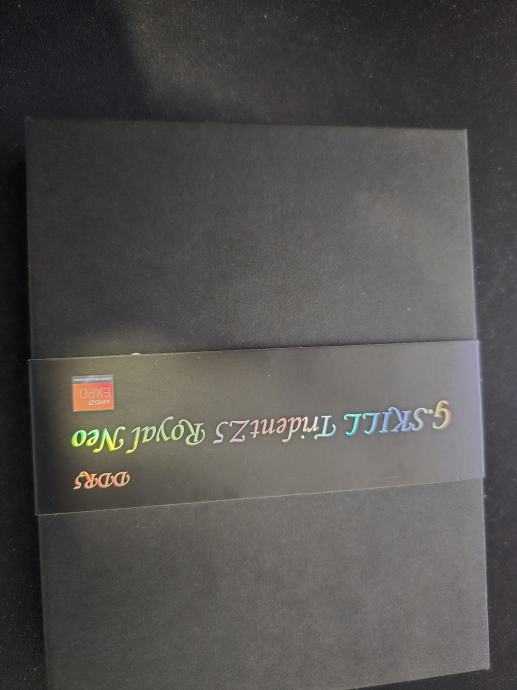 G.SKILL TridentZ5 Royal Neo
DDR5
AMD
EXPO